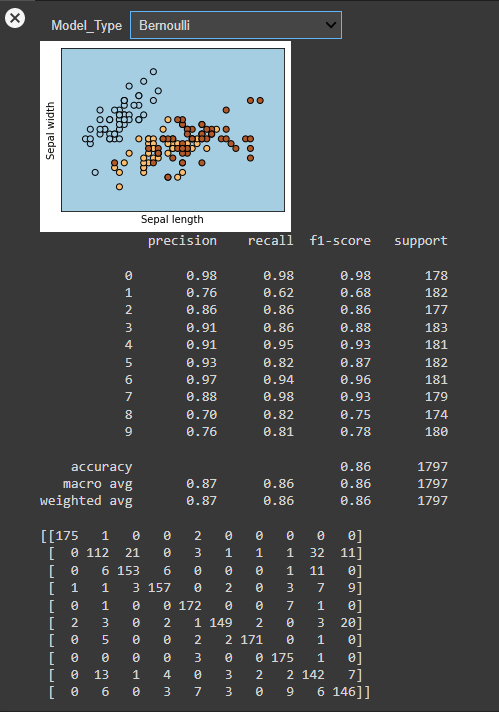 Model_Type Bernoulli
Sepal width
Sepal length
precision recall f1-score support
0 0.98 0.98 0.98 178
1 0.76 0.62 0.68 182
2 0.86 0.86 0.86 177
3 0.91 0.86 0.88 183
4 0.91 0.95 0.93 181
5 0.93 0.82 0.87 182
6 0.97 0.94 0.96 181
7 0.88 0.98 0.93 179
8 0.70 0.82 0.75 174
9 0.76 0.81 0.78 180
accuracy 0.86 1797
macro avg 0.87 0.86 0.86 1797
weighted avg 0.87 0.86 0.86 1797
[[175 1 0 0 2 0 0 0 0 0]
[ 0 112 21 0 3 1 1 1 32 11]
[ 0 6 153 6 0 0 0 1 11 0]
[ 1 1 3 157 0 2 0 3 7 9]
[ 0 1 0 0 172 0 0 7 1 0]
[ 2 3 0 2 1 149 2 0 3 20]
[ 0 5 0 0 2 2 171 0 1 0]
[ 0 0 0 0 3 0 0 175 1 0]
[ 0 13 1 4 0 3 2 2 142 7]
[ 0 6 0 3 7 3 0 9 6 146]]